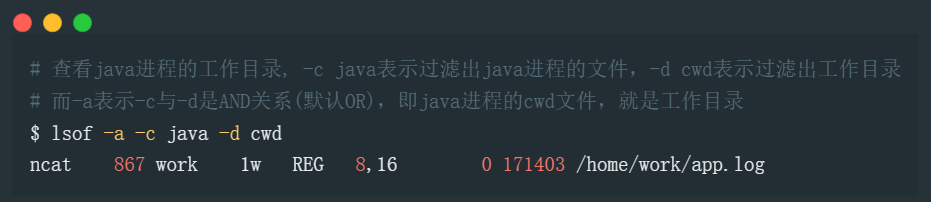 # 查看java进程的工作目录, -c java表示过滤出java进程的文件，-d cwd表示过滤出工作目录
# 而-a表示-c与-d是AND关系(默认OR)，即java进程的cwd文件，就是工作目录
$ lsof -a -c java -d cwd
ncat    867 work    1w   REG   8,16        0 171403 /home/work/app.log